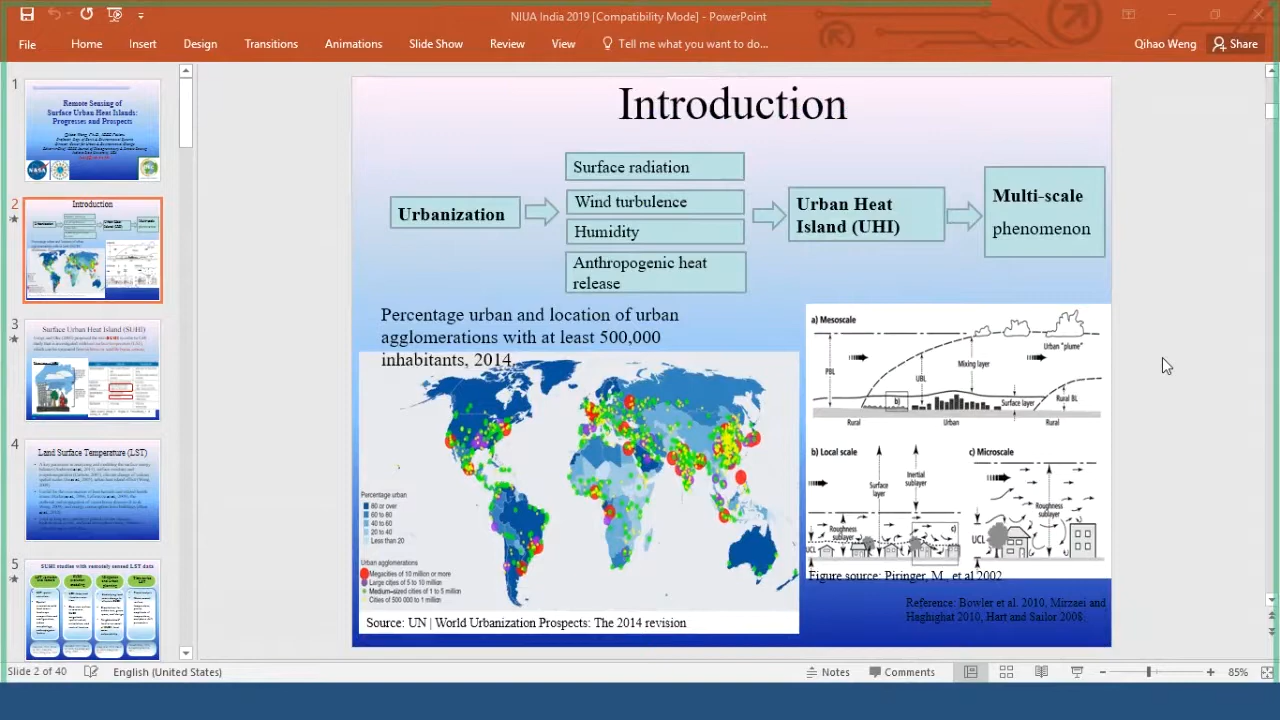 NIUA India 2019 [Compatibility Mode] - PowerPoint
File Home Insert Design Transitions Animations Slide Show Review View Tell me what you want to do... Qihao Weng Share
1
Remote Sensing of
Surface Urban Heat Islands:
Progresses and Prospects
NASA
2
Introduction
3
Surface Urban Heat Island (SUHI)
4
Land Surface Temperature (LST)
5
SUHI studies with remotely sensed LST data
Introduction
Urbanization
Surface radiation
Wind turbulence
Humidity
Anthropogenic heat
release
Urban Heat
Island (UHI)
Multi-scale
phenomenon
Percentage urban and location of urban
agglomerations with at least 500,000
inhabitants, 2014
Percentage urban
80 or over
60 to 80
40 to 60
20 to 40
Less than 20
Urban agglomerations
Megacities of 10 million or more
Large cities of 5 to 10 million
Medium-sized cities of 1 to 5 million
Cities of 500 000 to 1 million
Source: UN | World Urbanization Prospects: The 2014 revision
a) Mesoscale
Urban "plume"
Mixing layer
PBL
UBL
b)
Surface layer
Rural BL
Rural
Urban
Rural
b) Local scale
Surface
layer
Inertial
sublayer
Roughness
sublayer
c)
UCL
c) Microscale
Roughness
sublayer
UCL
Figure source: Piringer, M., et al 2002
Reference: Bowler et al. 2010, Mirzaei and
Haghighat 2010, Hart and Sailor 2008.
Slide 2 of 40 English (United States) Notes Comments 85%